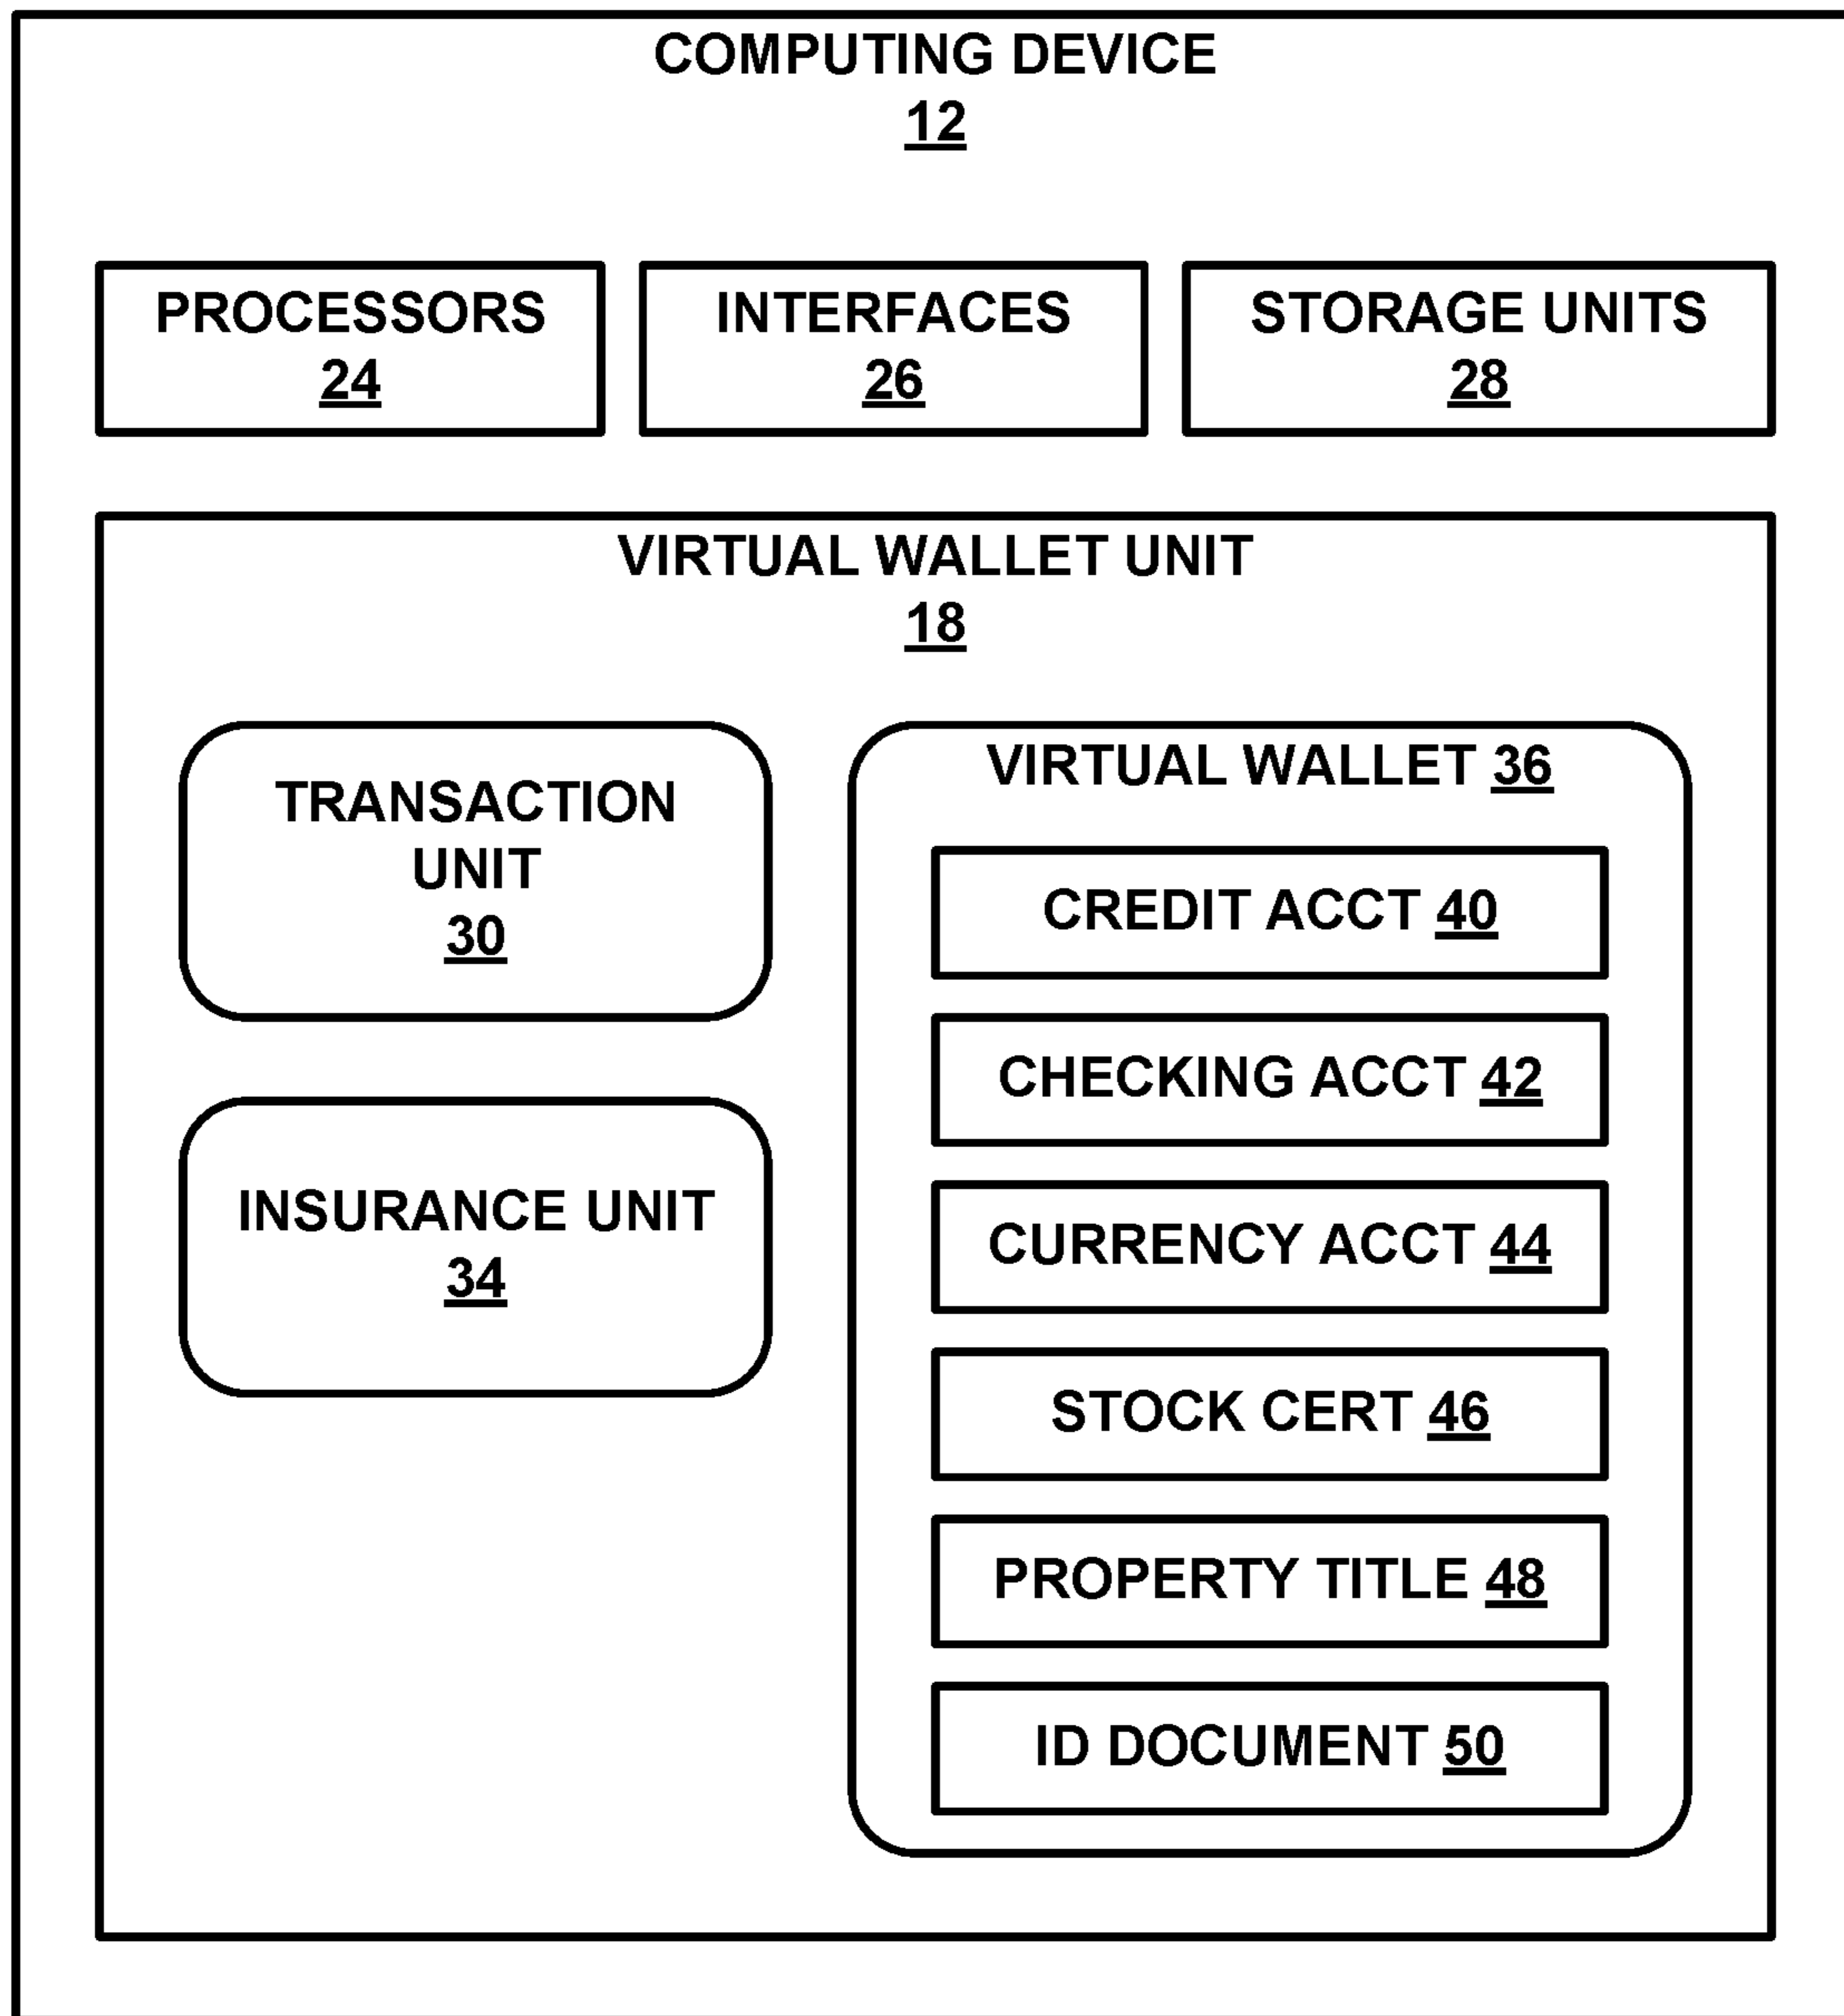 COMPUTING DEVICE
12
PROCESSORS
24
INTERFACES
26
STORAGE UNITS
28
VIRTUAL WALLET UNIT
18
TRANSACTION
UNIT
30
INSURANCE UNIT
34
VIRTUAL WALLET 36
CREDIT ACCT 40
CHECKING ACCT 42
CURRENCY ACCT 44
STOCK CERT 46
PROPERTY TITLE 48
ID DOCUMENT 50